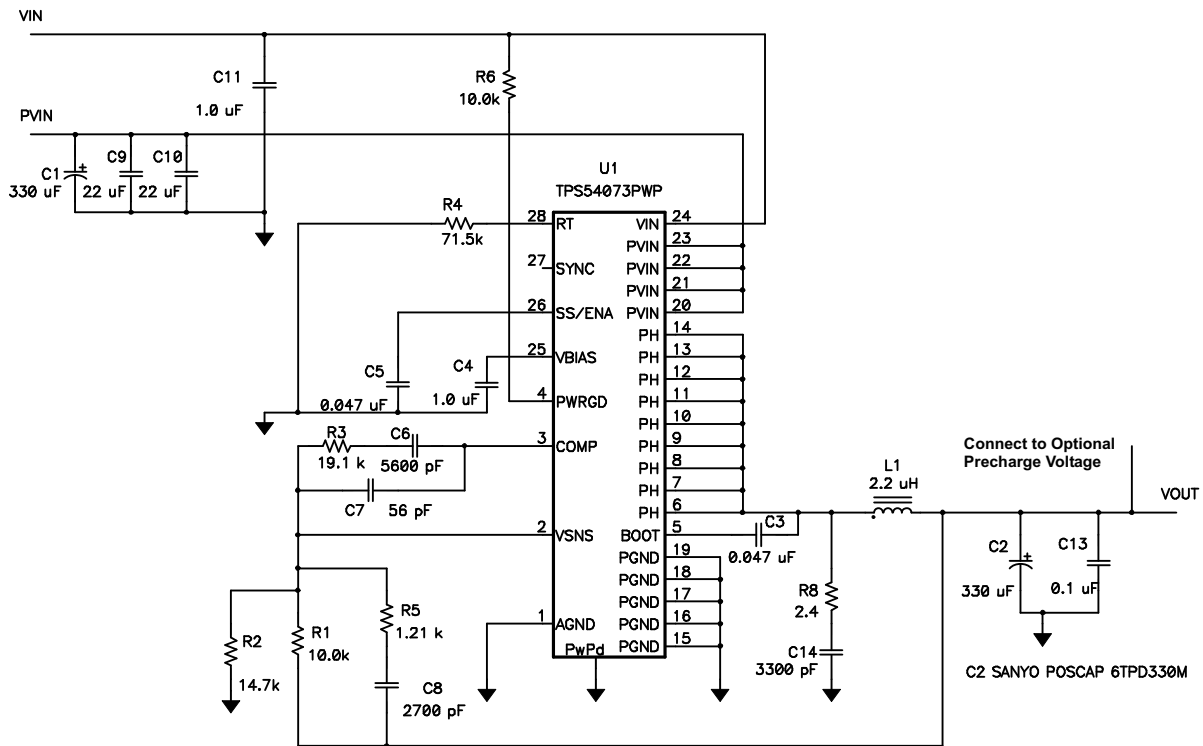 VIN
C11
1.0 uF
R6
10.0k
PVIN
C1
330 uF
+
C9
22 uF
C10
22 uF
U1
TPS54073PWP
R4
71.5k
28
RT
VIN
24
27
SYNC
PVIN
23
PVIN
22
PVIN
21
26
SS/ENA
PVIN
20
PH
14
25
VBIAS
PH
13
PH
12
4
PWRGD
PH
11
PH
10
3
COMP
PH
9
PH
8
PH
7
PH
6
2
VSNS
BOOT
5
PGND
19
PGND
18
PGND
17
1
AGND
PGND
16
PGND
15
PwPd
C5
0.047 uF
C4
1.0 uF
R3
19.1 k
C6
5600 pF
C7
56 pF
C3
0.047 uF
L1
2.2 uH
Connect to Optional
Precharge Voltage
VOUT
C2
330 uF
+
C13
0.1 uF
R8
2.4
C14
3300 pF
C2 SANYO POSCAP 6TPD330M
R2
14.7k
R1
10.0k
R5
1.21 k
C8
2700 pF